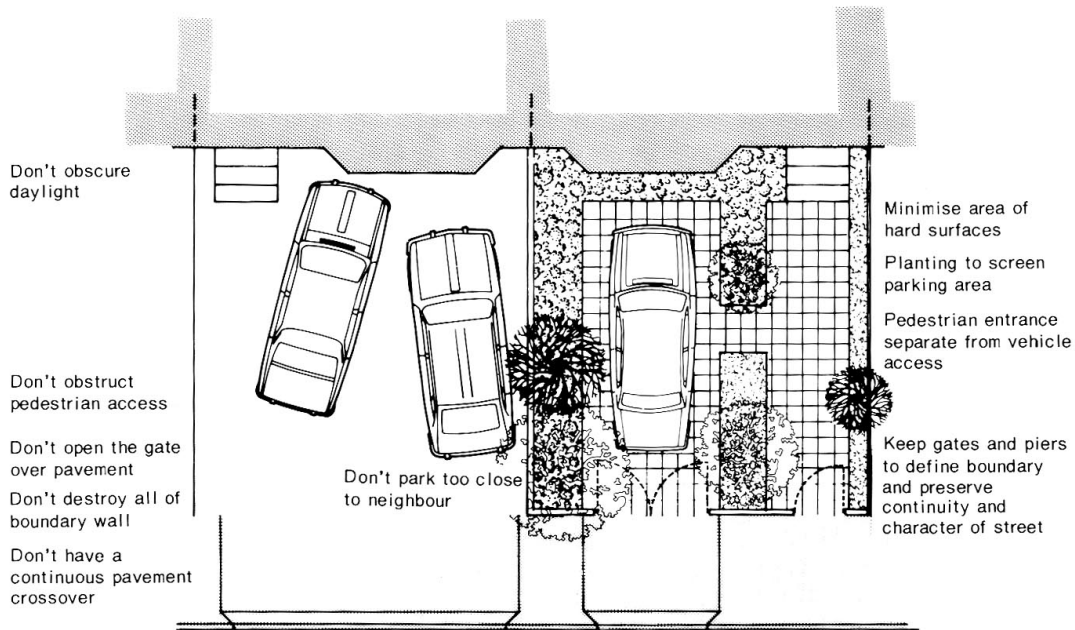 Don't obscure
daylight
Don't obstruct
pedestrian access
Don't open the gate
over pavement
Don't destroy all of
boundary wall
Don't have a
continuous pavement
crossover
Don't park too close
to neighbour
Minimise area of
hard surfaces
Planting to screen
parking area
Pedestrian entrance
separate from vehicle
access
Keep gates and piers
to define boundary
and preserve
continuity and
character of street